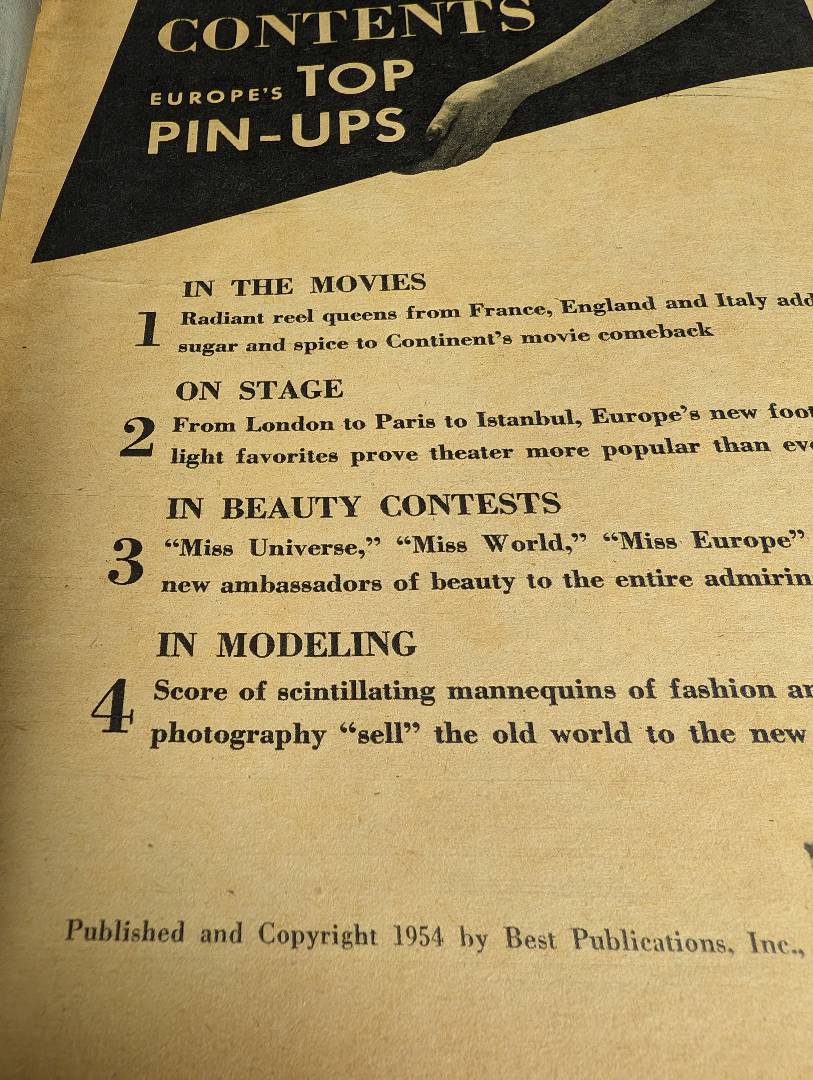 CONTENTS
EUROPE'S TOP
PIN-UPS
IN THE MOVIES
1 Radiant reel queens from France, England and Italy add
sugar and spice to Continent's movie comeback
ON STAGE
2 From London to Paris to Istanbul, Europe's new foot
light favorites prove theater more popular than
IN BEAUTY CONTESTS
3 “Miss Universe,” “Miss World,” “Miss Europe”
new ambassadors of beauty to the entire
IN MODELING
4 Score of scintillating mannequins of fashion
photography “sell” the old world to the new
Published and Copyright 1954 by Best Publications, Inc.,